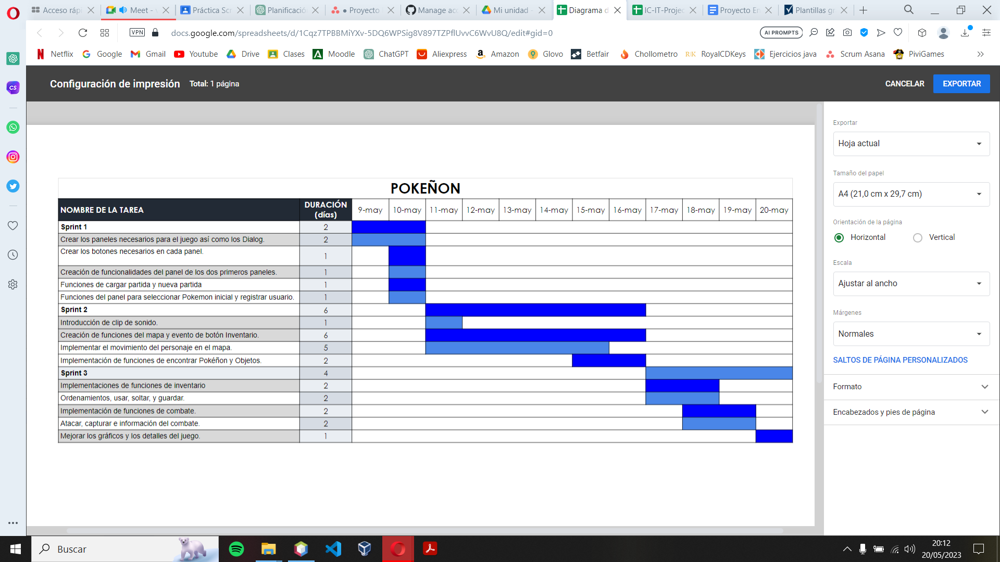 Acceso rápi
Meet -
Práctica Scr
Planificació
● Proyecto
Manage acc
Mi unidad -
Diagrama d
IC-IT-Projec
Proyecto En
Plantillas gr
VPN
docs.google.com/spreadsheets/d/1Cqz7TPBBMiYXv-5DQ6WPSig8V897TZPflUvvC6WvU8Q/edit#gid=0
AI PROMPTS
Netflix
Google
Gmail
Youtube
Drive
Clases
Moodle
ChatGPT
Aliexpress
Amazon
Glovo
Betfair
Chollometro
RoyalCDKeys
Ejercicios java
Scrum Asana
PiviGames
Configuración de impresión
Total: 1 página
CANCELAR
EXPORTAR
POKEÑON
NOMBRE DE LA TAREA DURACIÓN (días) 9-may 10-may 11-may 12-may 13-may 14-may 15-may 16-may 17-may 18-may 19-may 20-may
Sprint 1 2
Crear los paneles necesarios para el juego así como los Dialog. 2
Crear los botones necesarios en cada panel. 1
Creación de funcionalidades del panel de los dos primeros paneles. 1
Funciones de cargar partida y nueva partida 1
Funciones del panel para seleccionar Pokemon inicial y registrar usuario. 1
Sprint 2 6
Introducción de clip de sonido. 1
Creación de funciones del mapa y evento de botón Inventario. 6
Implementar el movimiento del personaje en el mapa. 5
Implementación de funciones de encontrar Pokéñon y Objetos. 2
Sprint 3 4
Implementaciones de funciones de inventario 2
Ordenamientos, usar, soltar, y guardar. 2
Implementación de funciones de combate. 2
Atacar, capturar e información del combate. 2
Mejorar los gráficos y los detalles del juego. 1
Exportar
Hoja actual
Tamaño del papel
A4 (21,0 cm x 29,7 cm)
Orientación de la página
Horizontal
Vertical
Escala
Ajustar al ancho
Márgenes
Normales
SALTOS DE PÁGINA PERSONALIZADOS
Formato
Encabezados y pies de página
Buscar
20:12
20/05/2023